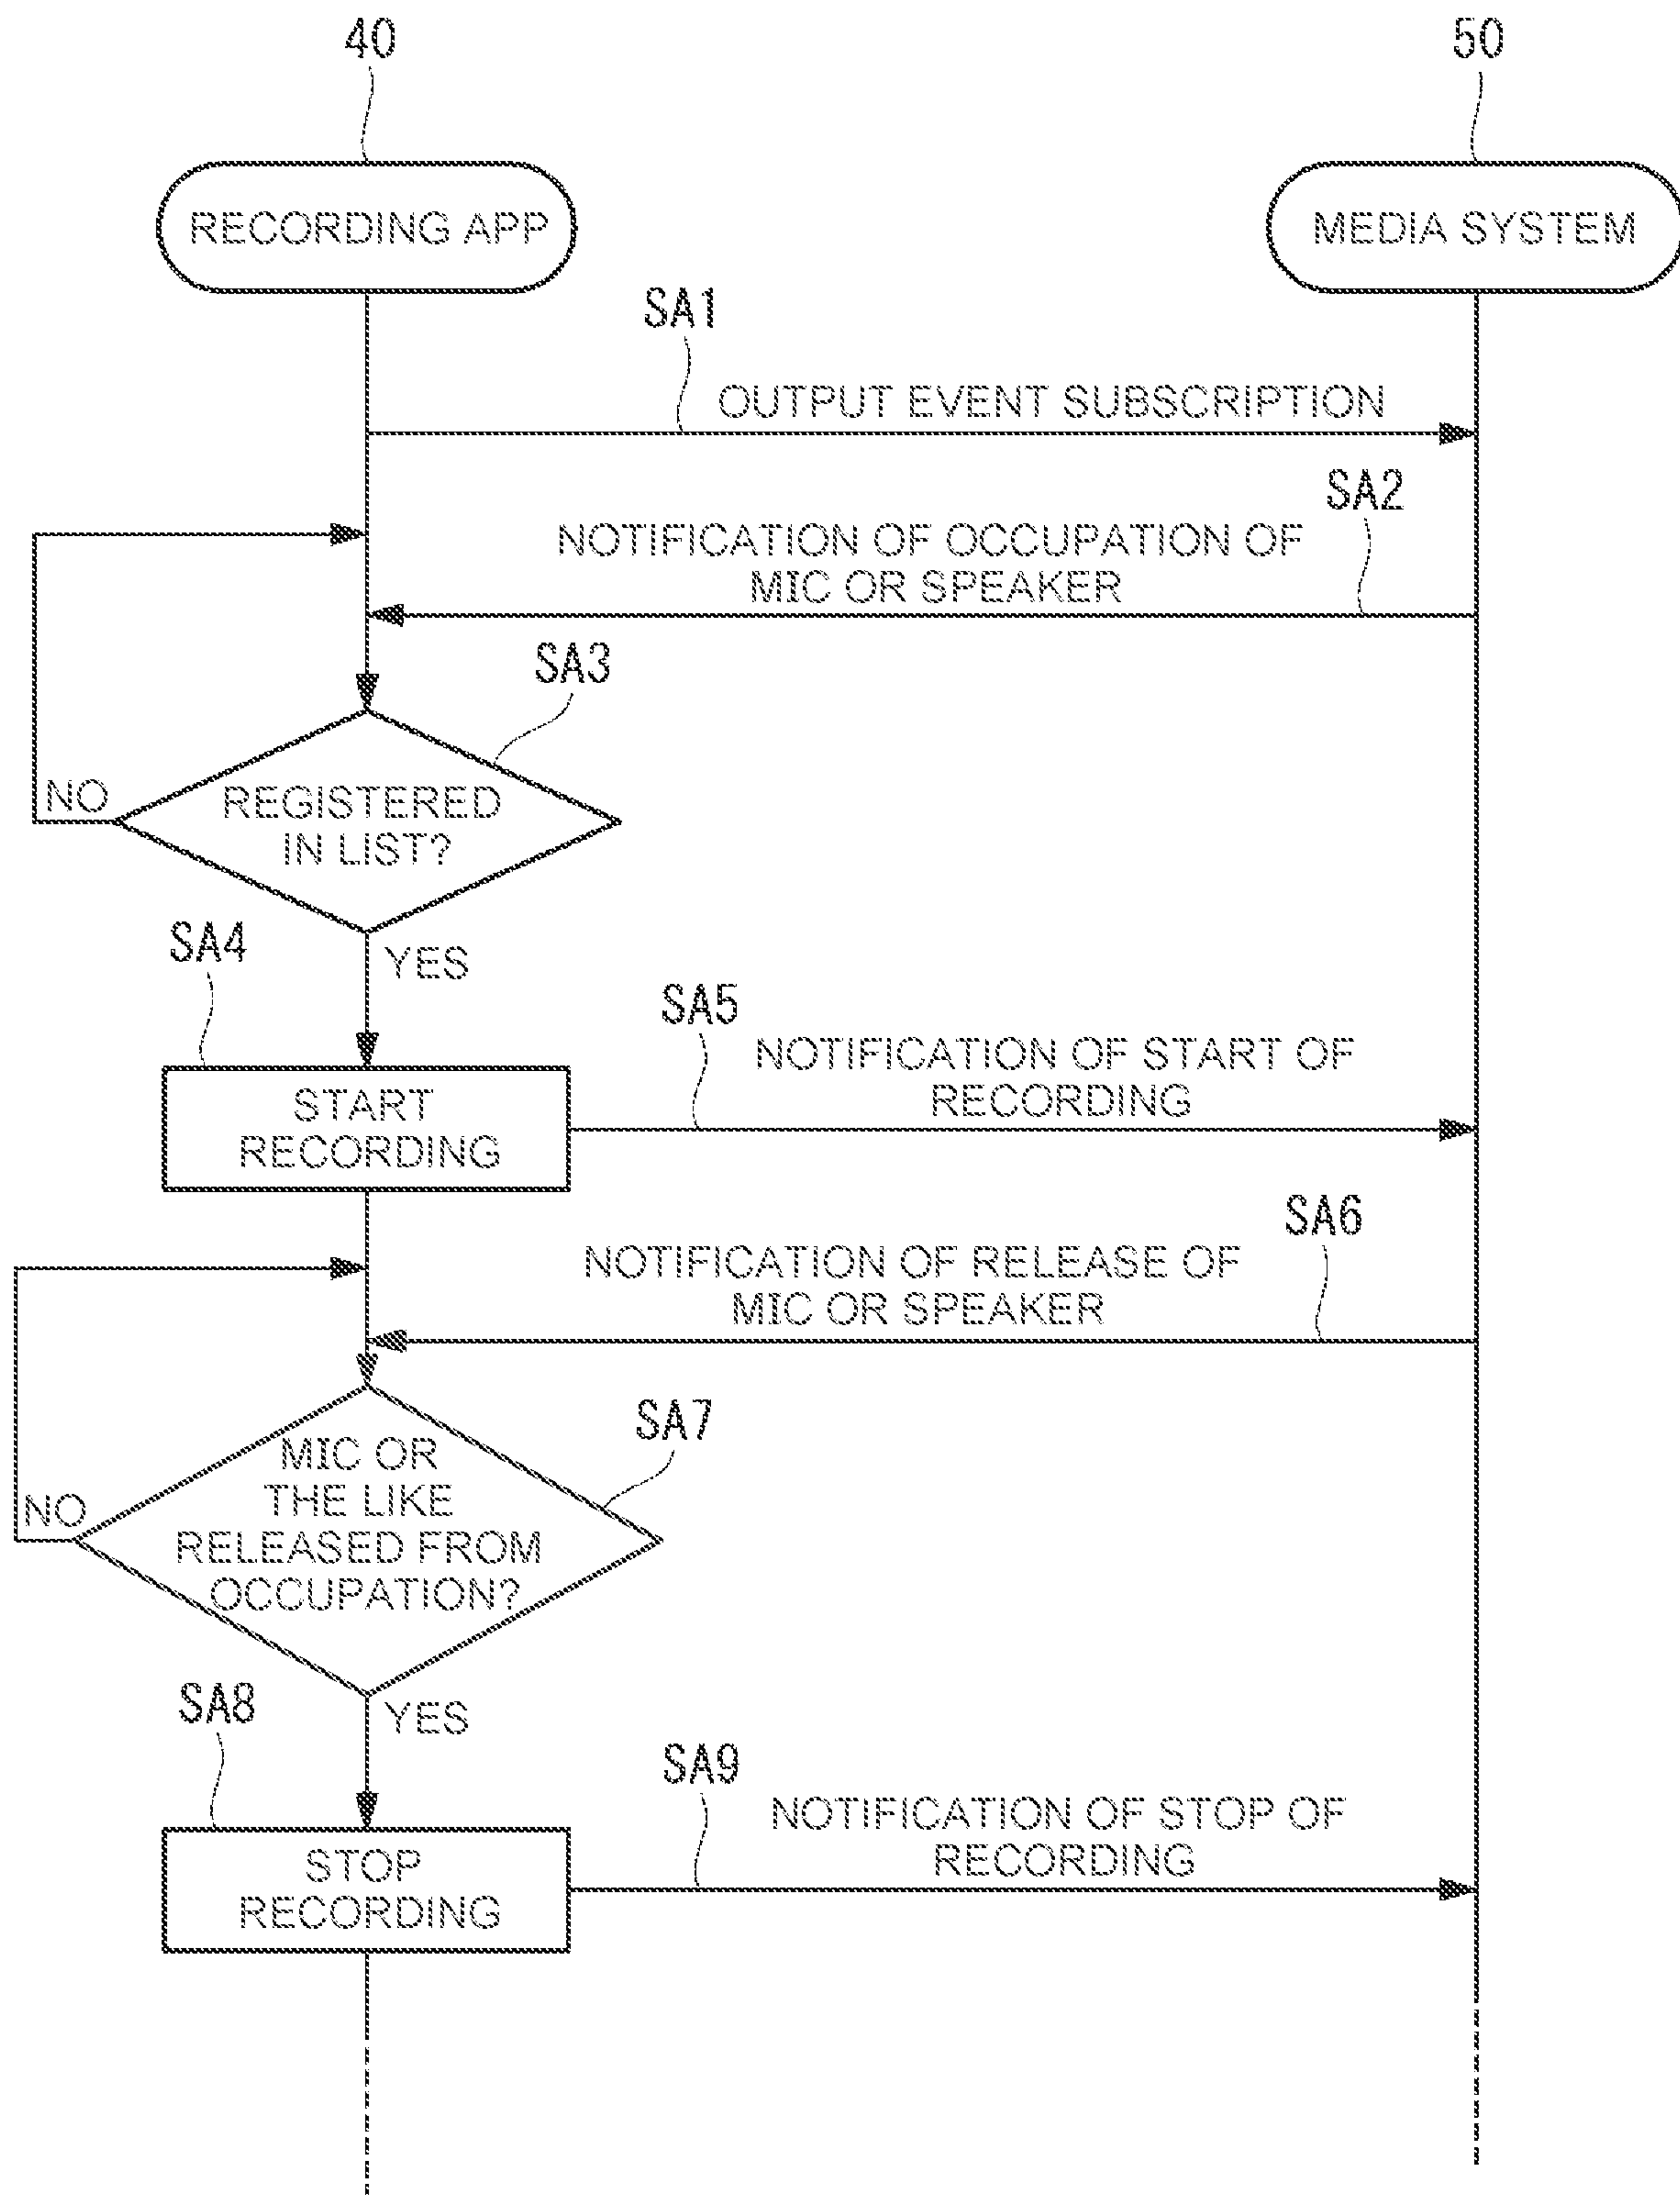 40
50
RECORDING APP
MEDIA SYSTEM
SA1
OUTPUT EVENT SUBSCRIPTION
SA2
NOTIFICATION OF OCCUPATION OF
MIC OR SPEAKER
SA3
NO
REGISTERED
IN LIST?
SA4
YES
SA5
NOTIFICATION OF START OF
RECORDING
START
RECORDING
SA6
NOTIFICATION OF RELEASE OF
MIC OR SPEAKER
SA7
MIC OR
THE LIKE
RELEASED FROM
OCCUPATION?
NO
SA8
YES
SA9
NOTIFICATION OF STOP OF
RECORDING
STOP
RECORDING